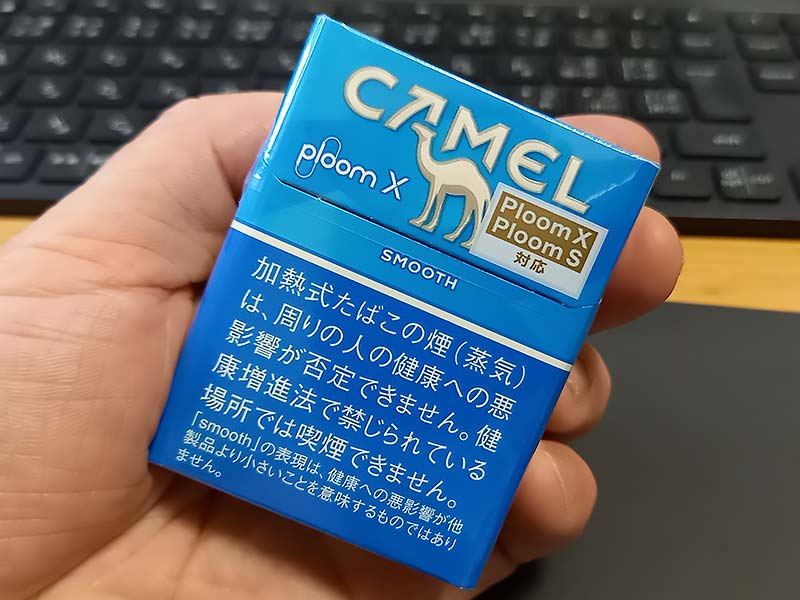 CAMEL
ploom X
Ploom X
Ploom S
対応
SMOOTH
加熱式たばこの煙（蒸気）
は、周りの人の健康への悪
影響が否定できません。健
康増進法で禁じられている
場所では喫煙できません。
「smooth」の表現は、健康への悪影響が他
製品より小さいことを意味するものではあり
ません。